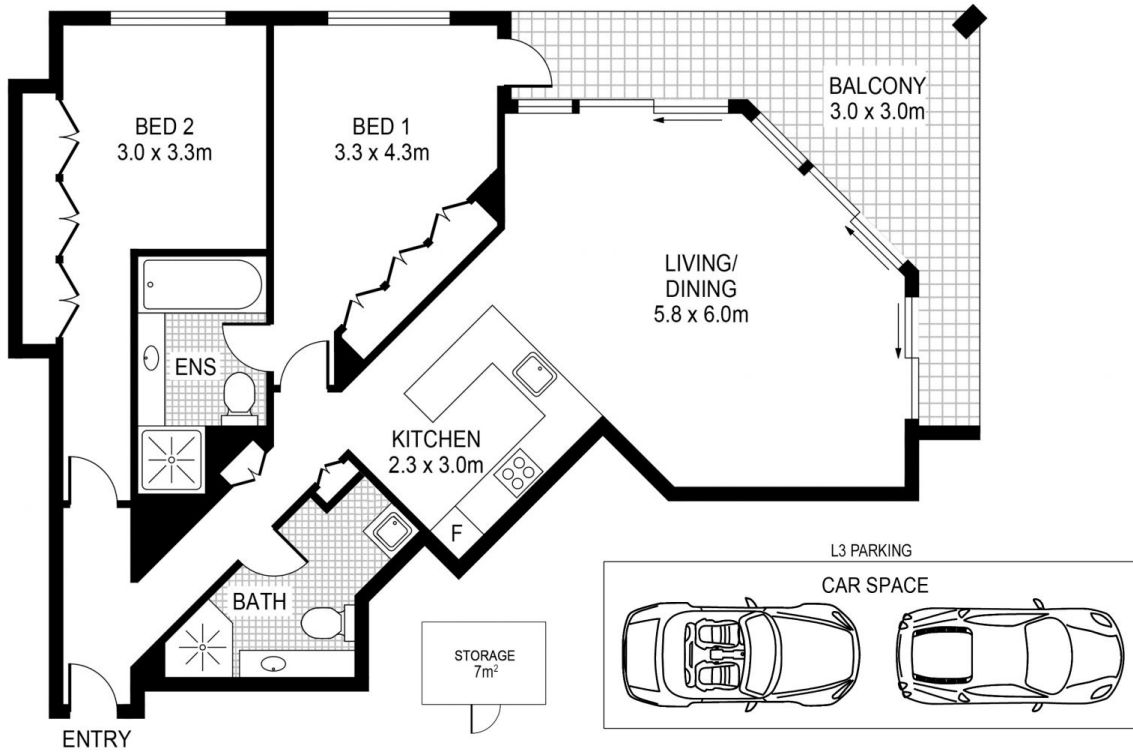 BED 2
3.0 x 3.3m
BED 1
3.3 x 4.3m
BALCONY
3.0 x 3.0m
LIVING/
DINING
5.8 x 6.0m
ENS
KITCHEN
2.3 x 3.0m
F
BATH
L3 PARKING
CAR SPACE
STORAGE
7m²
ENTRY